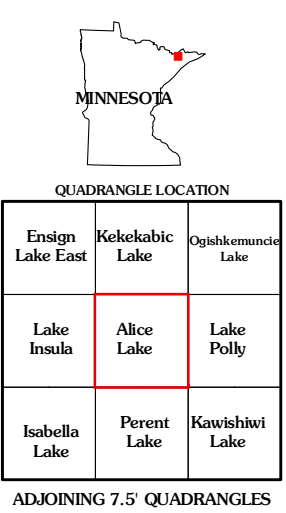 MINNESOTA
QUADRANGLE LOCATION
Ensign
Lake East
Kekekabic
Lake
Ogishkemuncie
Lake
Lake
Insula
Alice
Lake
Lake
Polly
Isabella
Lake
Perent
Lake
Kawishiwi
Lake
ADJOINING 7.5' QUADRANGLES